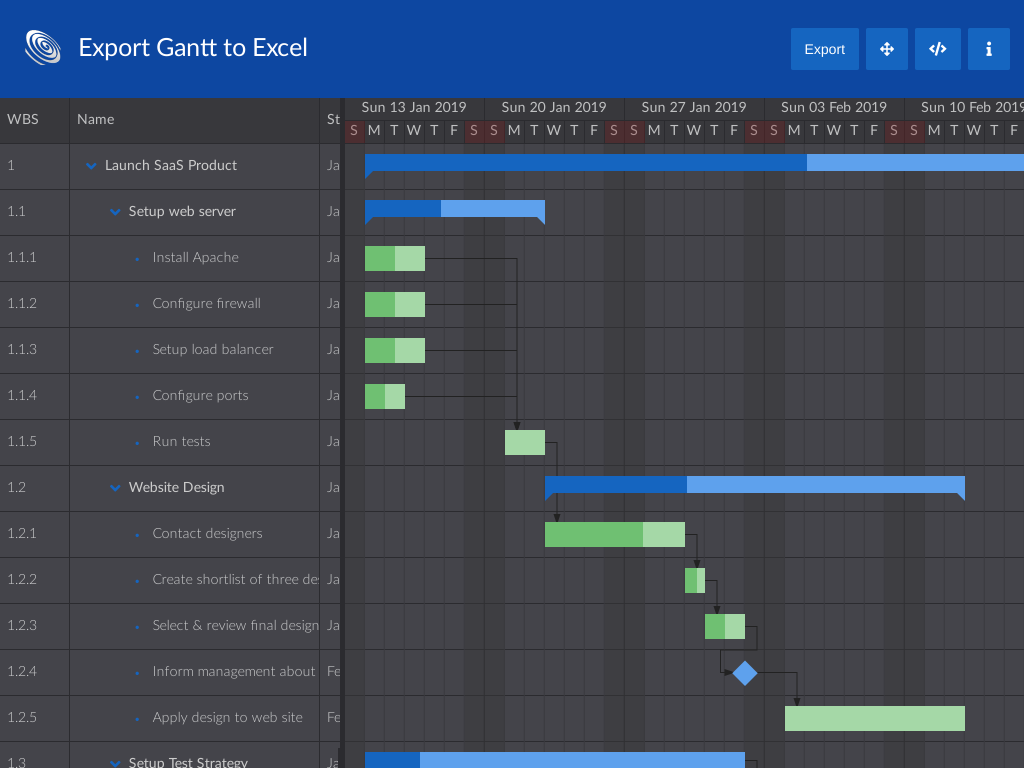 Export Gantt to Excel
Export
WBS Name St
Sun 13 Jan 2019 Sun 20 Jan 2019 Sun 27 Jan 2019 Sun 03 Feb 2019 Sun 10 Feb 2019
S M T W T F S S M T W T F S S M T W T F S S M T W T F S S M T W T F
1 Launch SaaS Product Ja
1.1 Setup web server Ja
1.1.1 Install Apache Ja
1.1.2 Configure firewall Ja
1.1.3 Setup load balancer Ja
1.1.4 Configure ports Ja
1.1.5 Run tests Ja
1.2 Website Design Ja
1.2.1 Contact designers Ja
1.2.2 Create shortlist of three de Ja
1.2.3 Select & review final design Ja
1.2.4 Inform management about Fe
1.2.5 Apply design to web site Fe
1.3 Setup Test Strategy Ja